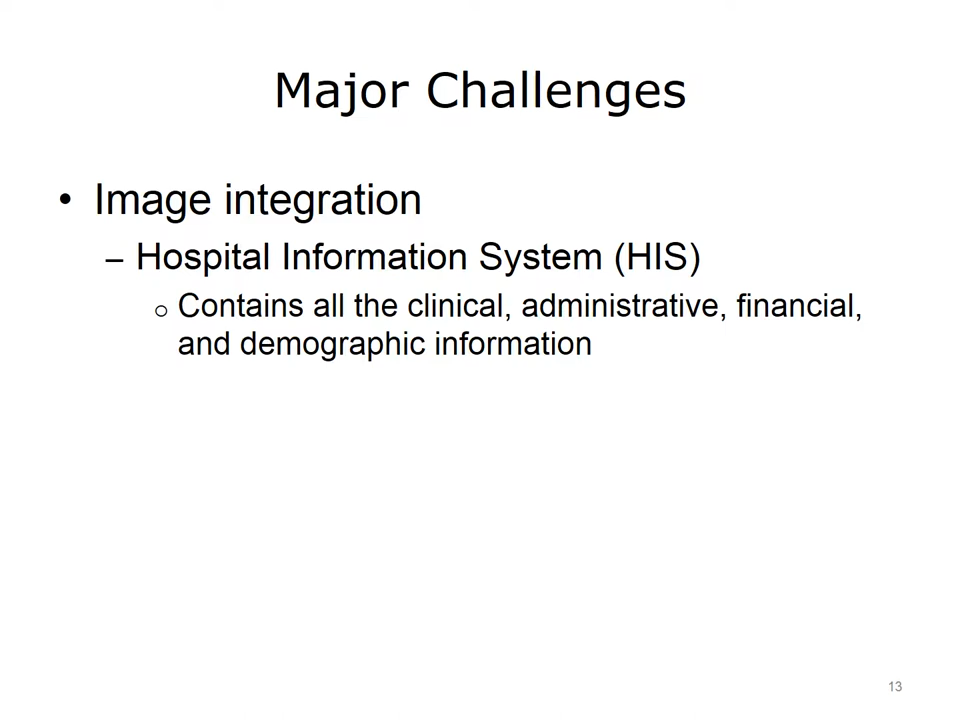 Major Challenges
• Image integration
– Hospital Information System (HIS)
o Contains all the clinical, administrative, financial,
and demographic information
13